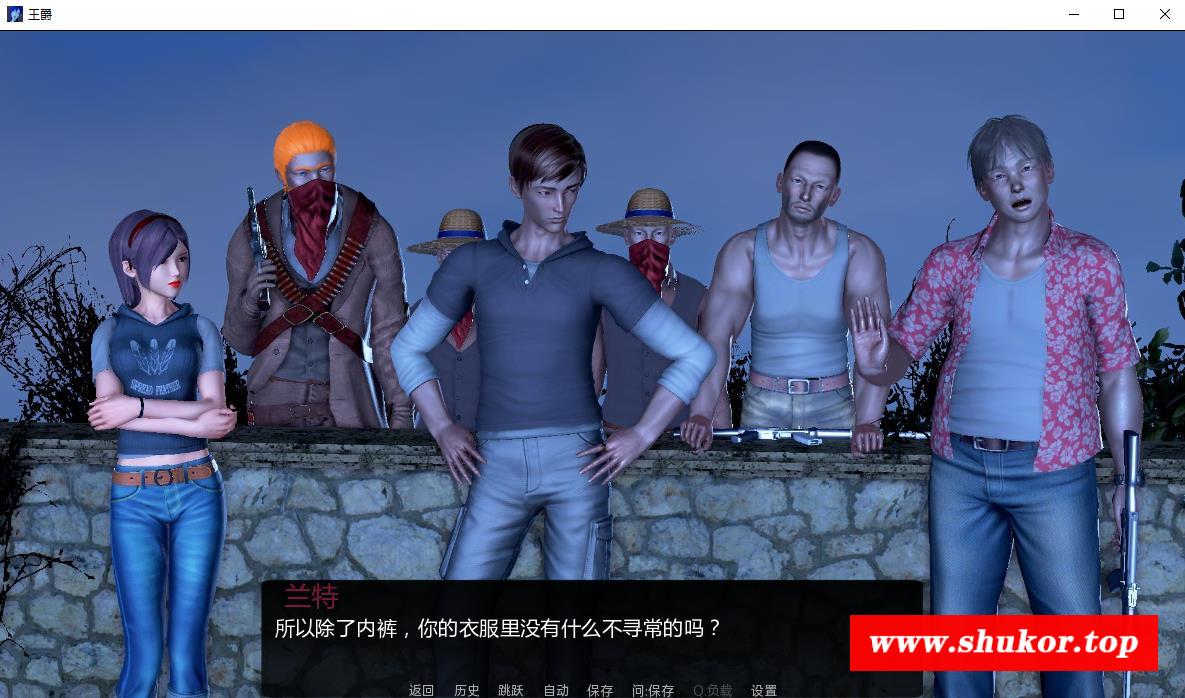 王爵
SPREAD FEATHER
兰特
所以除了内裤，你的衣服里没有什么不寻常的吗？
www.shukor.top
返回 历史 跳跃 自动 保存 问:保存 Q.负载 设置